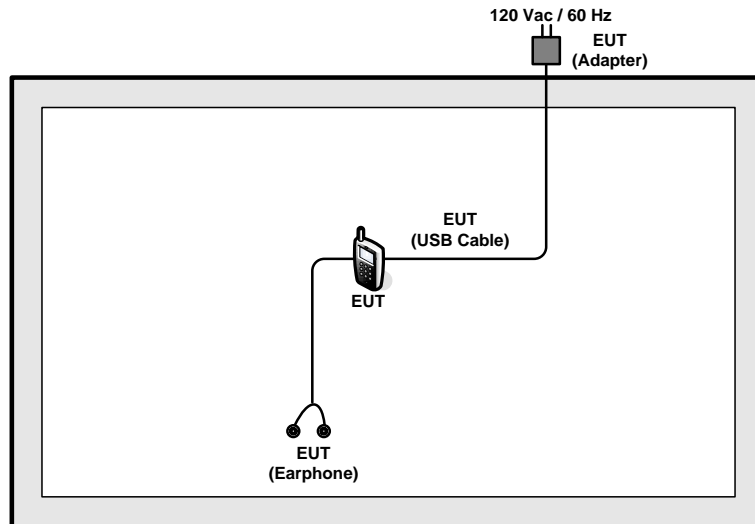 120 Vac / 60 Hz
EUT
(Adapter)
EUT
(USB Cable)
EUT
EUT
(Earphone)